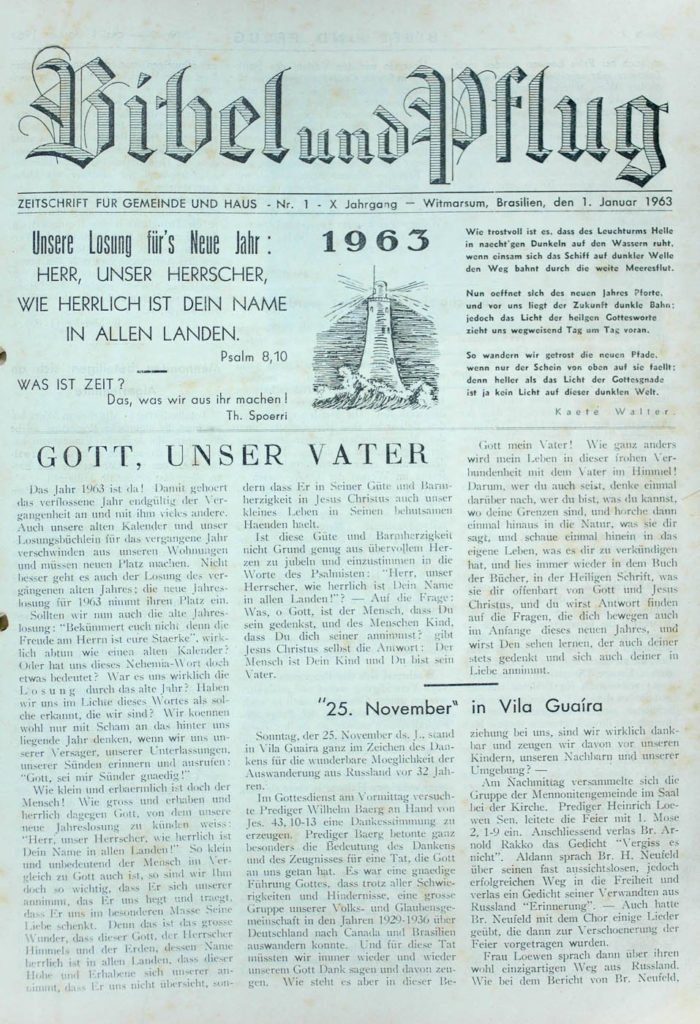 Bibel und Pflug
ZEITSCHRIFT FÜR GEMEINDE UND HAUS - Nr. 1 - X Jahrgang — Witmarsum, Brasilien, den 1. Januar 1963
Unsere Losung für's Neue Jahr :
HERR, UNSER HERRSCHER,
WIE HERRLICH IST DEIN NAME
IN ALLEN LANDEN.
Psalm 8,10
WAS IST ZEIT ?
Das, was wir aus ihr machen !
Th. Spoerri
1963
Wie trostvoll ist es, dass des Leuchturms Helle
in naecht'gen Dunkeln auf den Wassern ruht,
wenn einsam sich das Schiff auf dunkler Welle
den Weg bahnt durch die weite Meeresflut.
Nun oeffnet sich des neuen Jahres Pforte,
und vor uns liegt der Zukunft dunkle Bahn;
jedoch das Licht der heilgen Gottesworte
zieht uns wegweisend Tag um Tag voran.
So wandern wir getrost die neuen Pfade,
wenn nur der Schein von oben auf sie faellt;
denn heller als das Licht der Gottesgnade
ist ja kein Licht auf dieser dunklen Welt.
Kaete Walter.
GOTT, UNSER VATER
Das Jahr 1963 ist da! Damit gehoert
das verflossene Jahr endgültig der Ver-
gangenheit an und mit ihm vieles andere.
Auch unsere alten Kalender und unser
Losungsbüchlein für das vergangene Jahr
verschwinden aus unseren Wohnungen
und müssen neuen Platz machen. Nicht
besser geht es auch der Losung des ver-
gangenen alten Jahres; die neue Jahres-
losung für 1963 nimmt ihren Platz ein.
Sollten wir nun auch die alte Jahres-
losung: "Bekümmert euch nicht denn die
Freude am Herrn ist eure Staerke", wirk-
lich abtun wie einen alten Kalender?
Oder hat uns dieses Nehemia-Wort doch
etwas bedeutet? War es uns wirklich die
Losung durch das alte Jahr? Haben
wir uns im Lichte dieses Wortes als sol-
che erkannt, die wir sind? Wir koennen
wohl nur mit Scham an das hinter uns
liegende Jahr denken, wenn wir uns un-
serer Versager, unserer Unterlassungen,
unserer Sünden erinnern und ausrufen:
"Gott, sei mir Sünder gnaedig!"
Wie klein und erbaermlich ist doch der
Mensch! Wie gross und erhaben und
herrlich dagegen Gott, von dem unsere
neue Jahreslosung zu künden weiss:
"Herr, unser Herrscher, wie herrlich ist
Dein Name in allen Landen!" So klein
und unbedeutend der Mensch im Ver-
gleich zu Gott auch ist, so sind wir Ihm
doch so wichtig, dass Er sich unserer
annimmt, das Er uns hegt und traegt,
dass Er uns im besonderen Masse Seine
Liebe schenkt. Denn das ist das grosse
Wunder, dass dieser Gott, der Herrscher
Himmels und der Erden, dessen Name
herrlich ist in allen Landen, dass dieser
Hohe und Erhabene sich unserer an-
nimmt, dass Er uns nicht übersicht, son-
dern dass Er in Seiner Güte und Barm-
herzigkeit in Jesus Christus auch unser
kleines Leben in Seinen behutsamen
Haenden haelt.
Ist diese Güte und Barmherzigkeit
nicht Grund genug aus übervollem Her-
zen zu jubeln und einzustimmen in die
Worte des Psalmisten: "Herr, unser
Herrscher, wie herrlich ist Dein Name
in allen Landen!"? — Auf die Frage:
Was, o Gott, ist der Mensch, dass Du
sein gedenkst, und des Menschen Kind,
dass Du dich seiner annimmst? gibt
Jesus Christus selbst die Antwort: Der
Mensch ist Dein Kind und Du bist sein
Vater.
Gott mein Vater! Wie ganz anders
wird mein Leben in dieser frohen Ver-
bundenheit mit dem Vater im Himmel!
Darum, wer du auch seist, denke einmal
darüber nach, wer du bist, was du kannst,
wo deine Grenzen sind, und horche dann
einmal hinaus in die Natur, was sie dir
sagt, und schaue einmal hinein in das
eigene Leben, was es dir zu verkündigen
hat, und lies immer wieder in dem Buch
der Bücher, in der Heiligen Schrift, was
sie dir offenbart von Gott und Jesus
Christus, und du wirst Antwort finden
auf die Fragen, die dich bewegen auch
im Anfange dieses neuen Jahres, und
wirst Den sehen lernen, der auch deiner
stets gedenkt und sich auch deiner in
Liebe annimmt.
"25. November" in Vila Guaíra
Sonntag, der 25. November ds. J., stand
in Vila Guaira ganz im Zeichen des Dan-
kens für die wunderbare Moeglichkeit der
Auswanderung aus Russland vor 32 Jah-
ren.
Im Gottesdienst am Vormittag versuch-
te Prediger Wilhelm Baerg an Hand von
Jes. 43, 10-13 eine Dankesstimmung zu
erzeugen. Prediger Baerg betonte ganz
besonders die Bedeutung des Dankens
und des Zeugnisses für eine Tat, die Gott
an uns getan hat. Es war eine gnaedige
Führung Gottes, dass trotz aller Schwie-
rigkeiten und Hindernisse, eine grosse
Gruppe unserer Volks- und Glaubensge-
meinschaft in den Jahren 1929-1936 über
Deutschland nach Canada und Brasilien
auswandern konnte. Und für diese Tat
müssten wir immer wieder und wieder
unserem Gott Dank sagen und davon zeu-
gen. Wie steht es aber in dieser Be-
ziehung bei uns, sind wir wirklich dank-
bar und zeugen wir davon vor unseren
Kindern, unseren Nachbarn und unserer
Umgebung? —
Am Nachmittag versammelte sich die
Gruppe der Mennonitengemeinde im Saal
bei der Kirche. Prediger Heinrich Loe-
wen Sen. leitete die Feier mit 1. Mose
2, 1-9 ein. Anschliessend verlas Br. Ar-
nold Rakko das Gedicht "Vergiss es
nicht". Aldann sprach Br. H. Neufeld
über seinen fast aussichtslosen, jedoch
erfolgreichen Weg in die Freiheit und
verlas ein Gedicht seiner Verwandten aus
Russland "Erinnerung". — Auch hatte
Br. Neufeld mit dem Chor einige Lieder
geübt, die dann zur Verschoenerung der
Feier vorgetragen wurden.
Frau Loewen sprach dann über ihren
wohl einzigartigen Weg aus Russland.
Wie bei dem Bericht von Br. Neufeld,